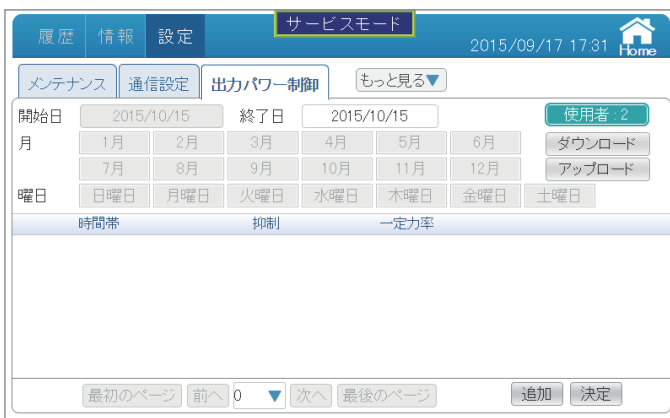 サービスモード
履歴 情報 設定 2015/09/17 17:31 Home
メンテナンス 通信設定 出力パワー制御 もっと見る▼
開始日 2015/10/15 終了日 2015/10/15 使用者:2
月 1月 2月 3月 4月 5月 6月 ダウンロード
7月 8月 9月 10月 11月 12月 アップロード
曜日 日曜日 月曜日 火曜日 水曜日 木曜日 金曜日 土曜日
時間帯 抑制 一定力率
最初のページ 前へ 0 ▼ 次へ 最後のページ 追加 決定